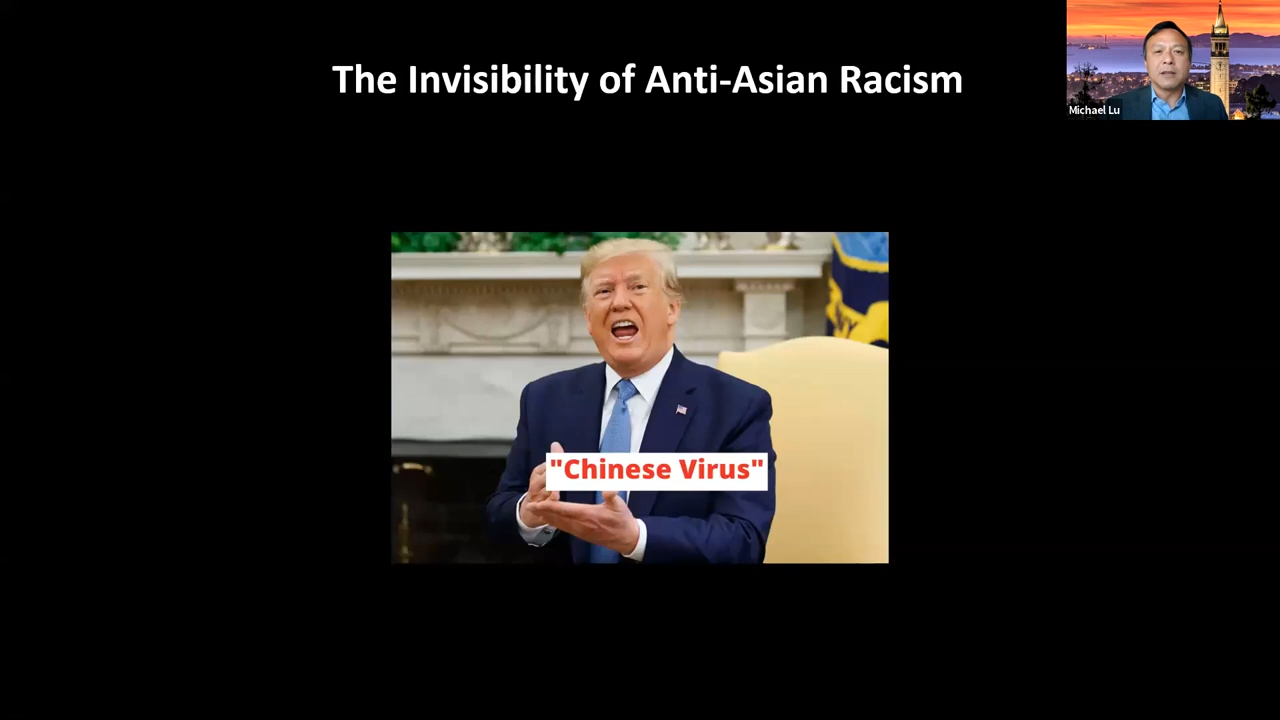 The Invisibility of Anti-Asian Racism
Michael Lu
"Chinese Virus"